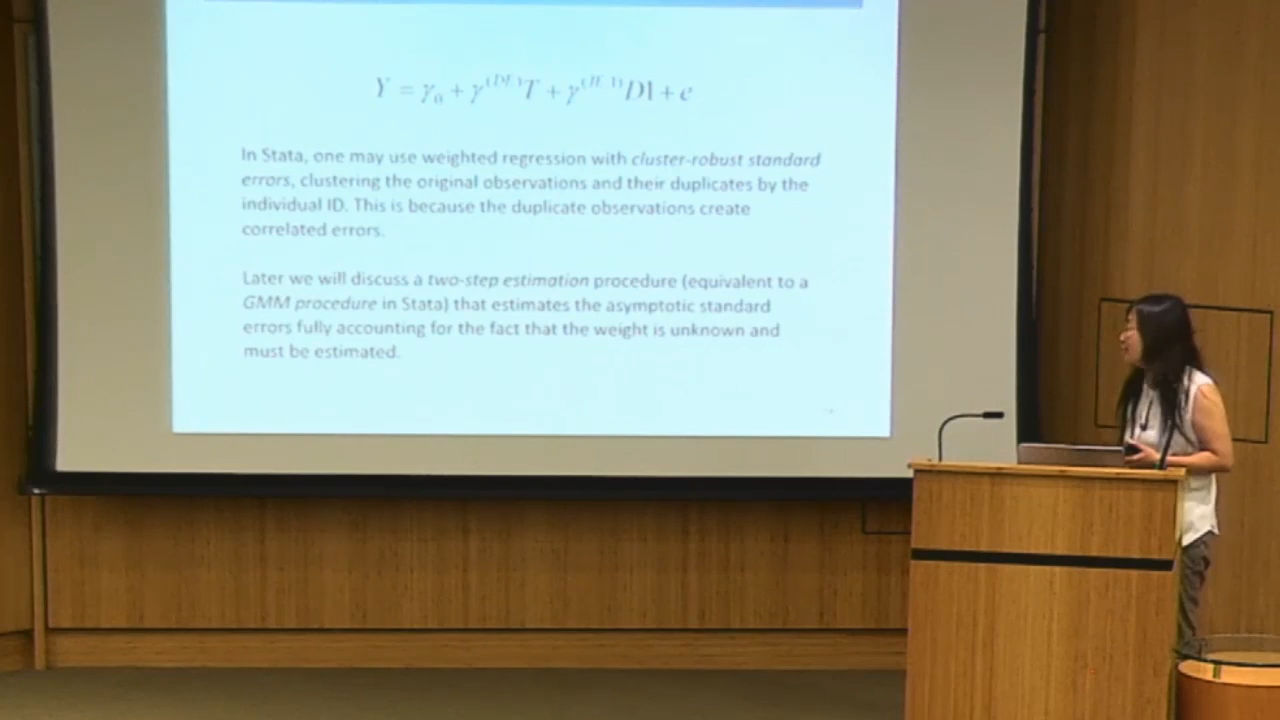 Y = γ₀ + γ⁽ᴰᴱ⁾T + γ⁽ᴵᴱ·¹⁾D1 + e
In Stata, one may use weighted regression with cluster-robust standard
errors, clustering the original observations and their duplicates by the
individual ID. This is because the duplicate observations create
correlated errors.
Later we will discuss a two-step estimation procedure (equivalent to a
GMM procedure in Stata) that estimates the asymptotic standard
errors fully accounting for the fact that the weight is unknown and
must be estimated.